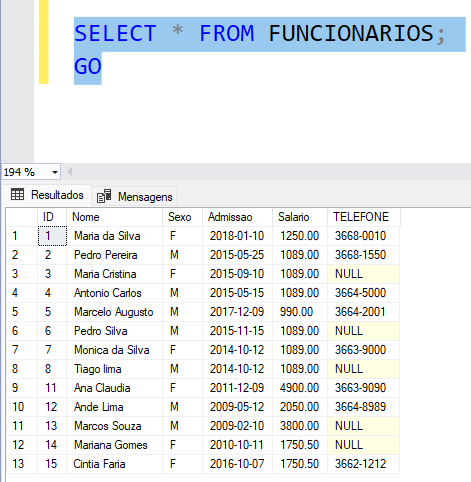 SELECT * FROM FUNCIONARIOS;
GO
194 %
Resultados Mensagens
ID Nome Sexo Admissao Salario TELEFONE
1 1 Maria da Silva F 2018-01-10 1250.00 3668-0010
2 2 Pedro Pereira M 2015-05-25 1089.00 3668-1550
3 3 Maria Cristina F 2015-09-10 1089.00 NULL
4 4 Antonio Carlos M 2015-05-15 1089.00 3664-5000
5 5 Marcelo Augusto M 2017-12-09 990.00 3664-2001
6 6 Pedro Silva M 2015-11-15 1089.00 NULL
7 7 Monica da Silva F 2014-10-12 1089.00 3663-9000
8 8 Tiago lima M 2014-10-12 1089.00 NULL
9 11 Ana Claudia F 2011-12-09 4900.00 3663-9090
10 12 Ande Lima M 2009-05-12 2050.00 3664-8989
11 13 Marcos Souza M 2009-02-10 3800.00 NULL
12 14 Mariana Gomes F 2010-10-11 1750.50 NULL
13 15 Cintia Faria F 2016-10-07 1750.50 3662-1212